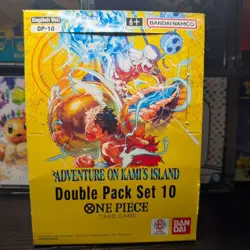 English Ver.
DP-10
6+
BANDAI NAMCO
ADVENTURE ON KAMI'S ISLAND
Double Pack Set 10
ONE PIECE
CARD GAME
BANDAI